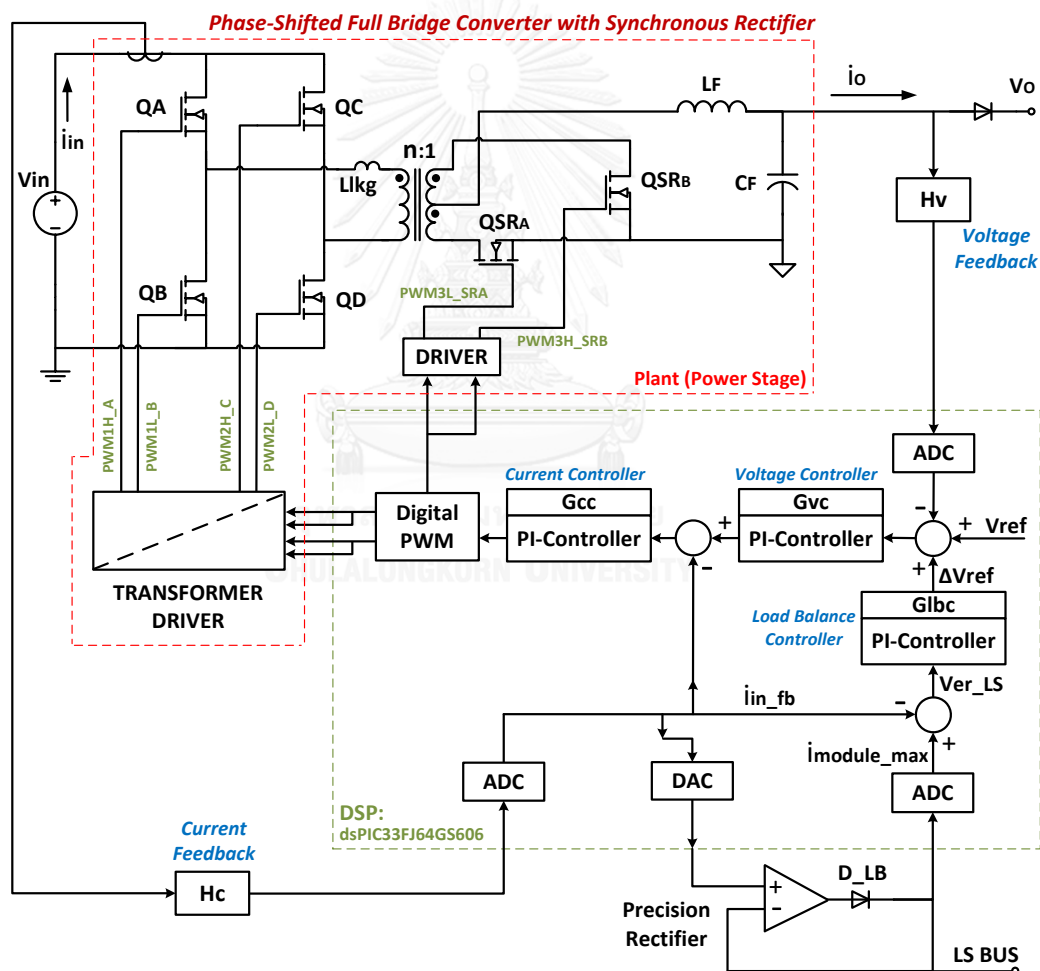 Phase-Shifted Full Bridge Converter with Synchronous Rectifier
iin
Vin
QA
QC
n:1
Llkg
LF
io
Vo
QSRB
QSRA
CF
Hv
Voltage
Feedback
QB
QD
PWM3L_SRA
PWM3H_SRB
DRIVER
Plant (Power Stage)
PWM1H_A
PWM1L_B
PWM2H_C
PWM2L_D
ADC
Current Controller
Voltage Controller
Gcc
PI-Controller
Gvc
PI-Controller
Digital
PWM
+
-
-
+
+
Vref
ΔVref
TRANSFORMER
DRIVER
CHULALONGKORN UNIVERSITY
Load Balance
Controller
Glbc
PI-Controller
Ver_LS
iin_fb
-
+
imodule_max
ADC
DAC
ADC
DSP:
dsPIC33FJ64GS606
Current
Feedback
Hc
D_LB
+
-
Precision
Rectifier
LS BUS